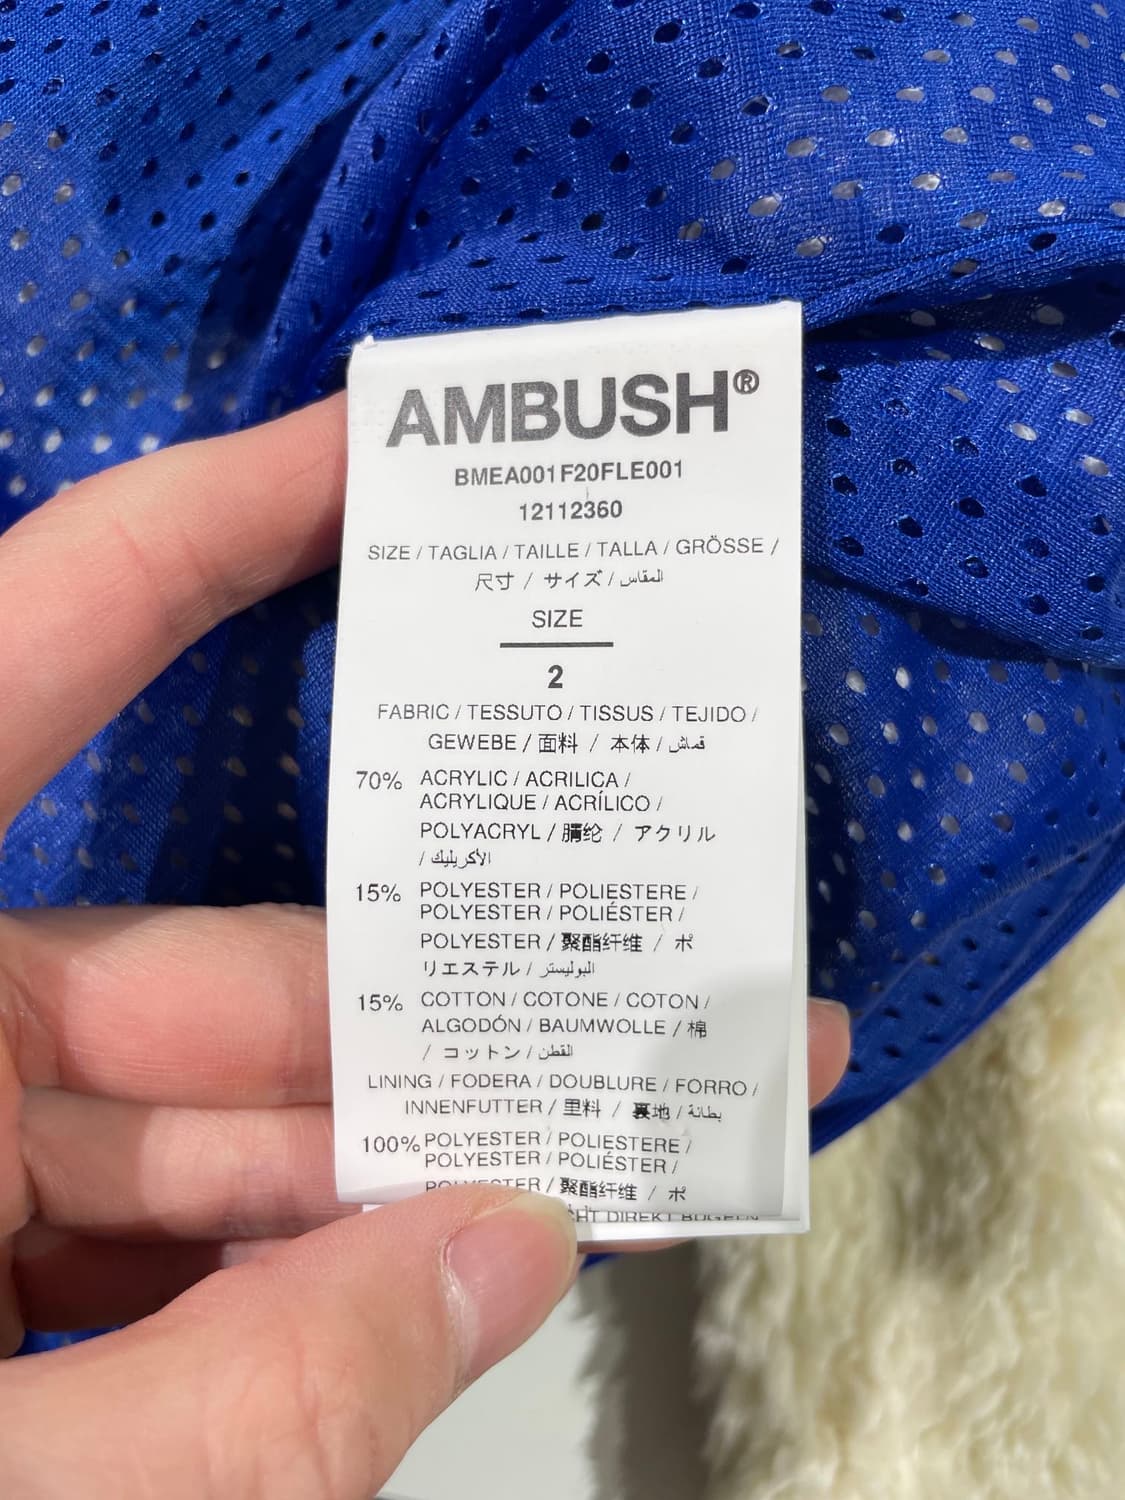 AMBUSH®
BMEA001F20FLE001
12112360
SIZE / TAGLIA / TAILLE / TALLA / GRÖSSE /
尺寸 / サイズ / المقاس
SIZE
2
FABRIC / TESSUTO / TISSUS / TEJIDO /
GEWEBE / 面料 / 本体 / قماش
70% ACRYLIC / ACRILICA /
ACRYLIQUE / ACRÍLICO /
POLYACRYL / 腈纶 / アクリル
/ الأكريليك
15% POLYESTER / POLIESTERE /
POLYESTER / POLIÉSTER /
POLYESTER / 聚酯纤维 / ポ
リエステル / البوليستر
15% COTTON / COTONE / COTON /
ALGODÓN / BAUMWOLLE / 棉
/ コットン / القطن
LINING / FODERA / DOUBLURE / FORRO /
INNENFUTTER / 里料 / 裏地 / بطانة
100% POLYESTER / POLIESTERE /
POLYESTER / POLIÉSTER /
POLYESTER / 聚酯纤维 / ポ
DIREKT BÜGELN